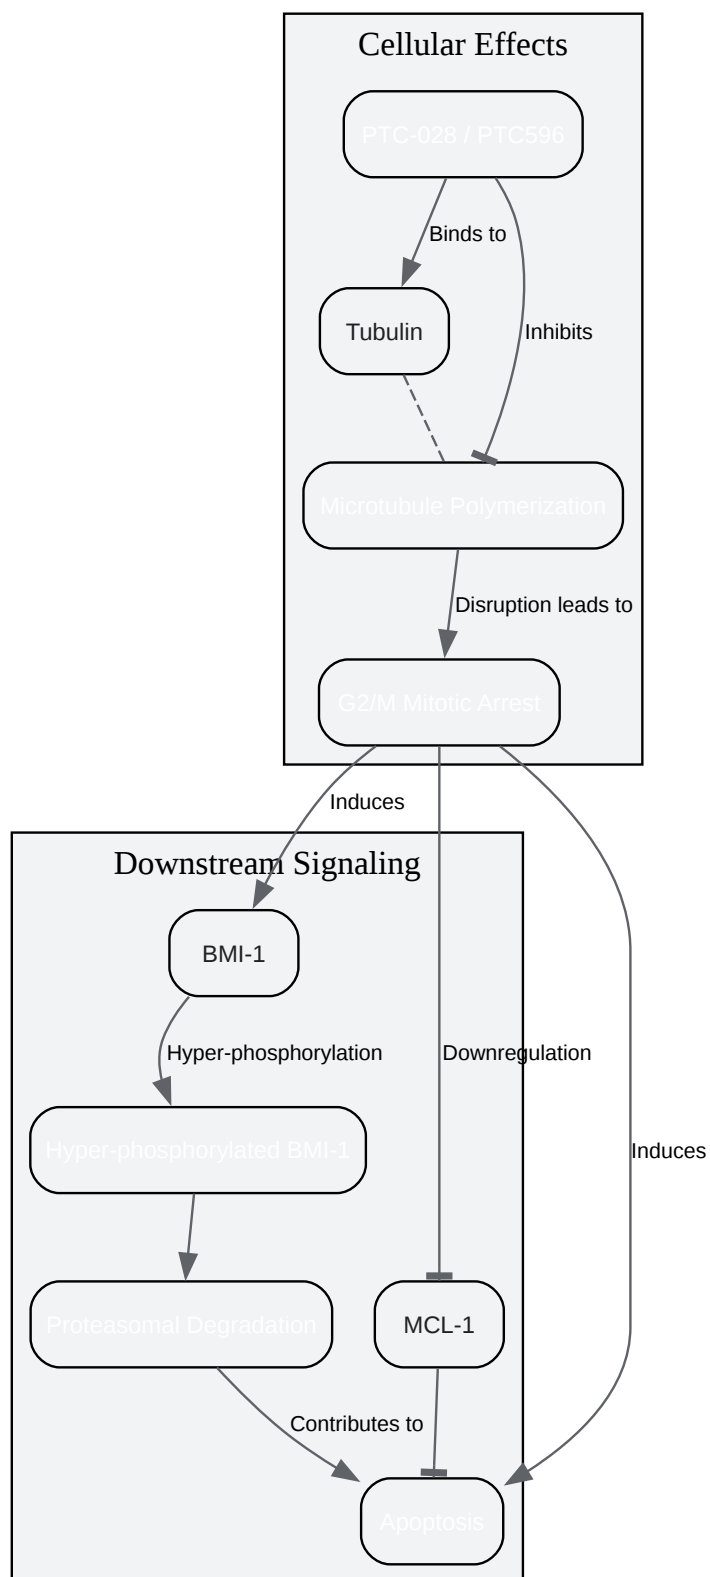 Cellular Effects
PTC-028 / PTC596
Binds to
Tubulin
Inhibits
Microtubule Polymerization
Disruption leads to
G2/M Mitotic Arrest
Induces
Downstream Signaling
BMI-1
Hyper-phosphorylation
Downregulation
Hyper-phosphorylated BMI-1
Induces
Proteasomal Degradation
MCL-1
Contributes to
Apoptosis